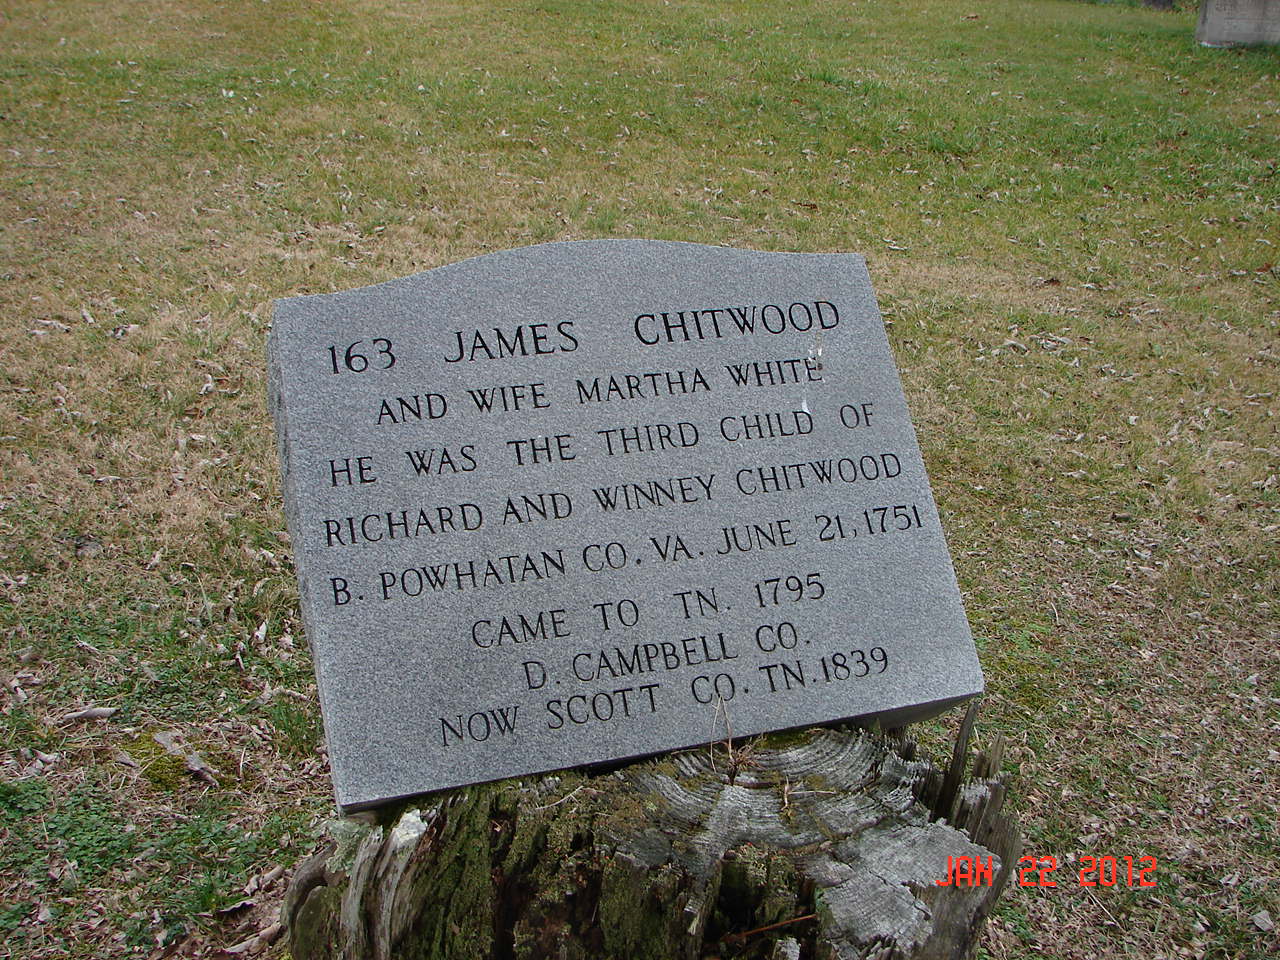 163 JAMES CHITWOOD
AND WIFE MARTHA WHITE
HE WAS THE THIRD CHILD OF
RICHARD AND WINNEY CHITWOOD
B. POWHATAN CO. VA. JUNE 21, 1751
CAME TO TN. 1795
D. CAMPBELL CO.
NOW SCOTT CO. TN. 1839
JAN 22 2012